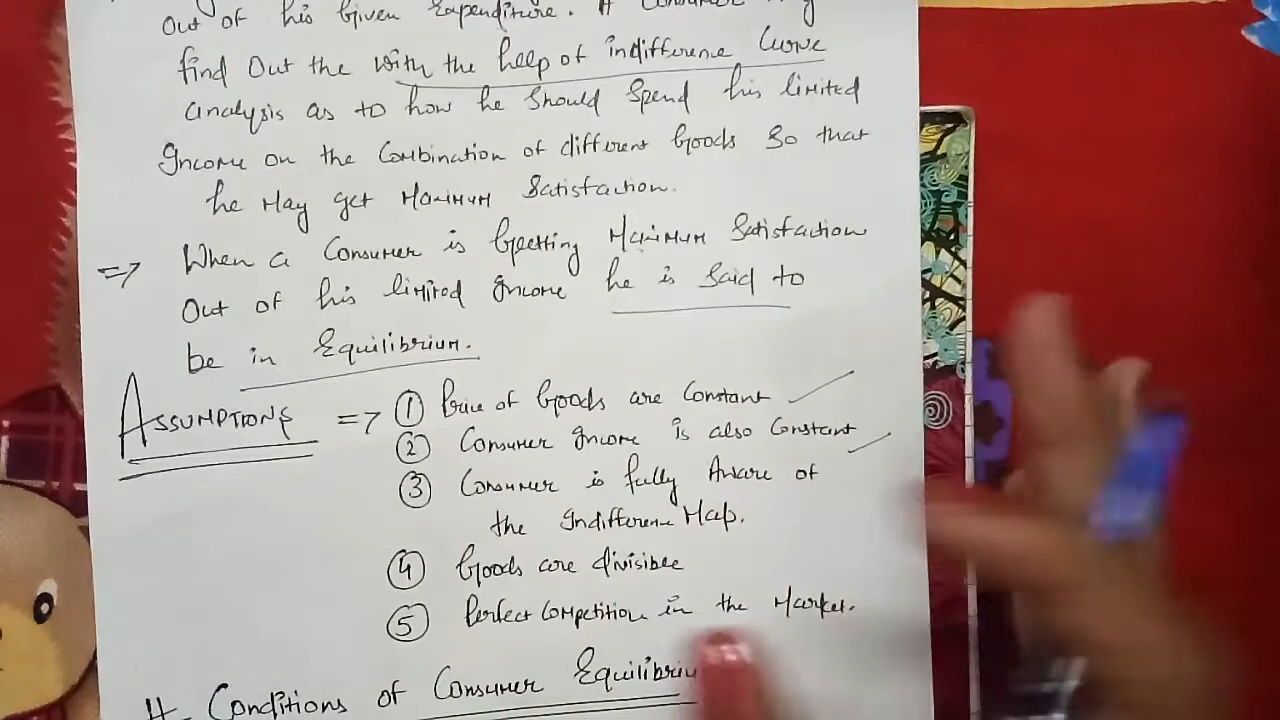 Out of his Given Expenditure. A Consumer
find Out the with the help of indifference Curve
analysis as to how he Should Spend his limited
Income on the Combination of different Goods So that
he May get Maximum Satisfaction.
=> When a Consumer is Getting Maximum Satisfaction
Out of his limited Income he is Said to
be in Equilibrium.
ASSUMPTIONS => ① Price of Goods are Constant
② Consumer Income is also Constant
③ Consumer is fully Aware of
the Indifference Map.
④ Goods are divisible
⑤ Perfect Competition in the Market.
Conditions of Consumer Equilibriu